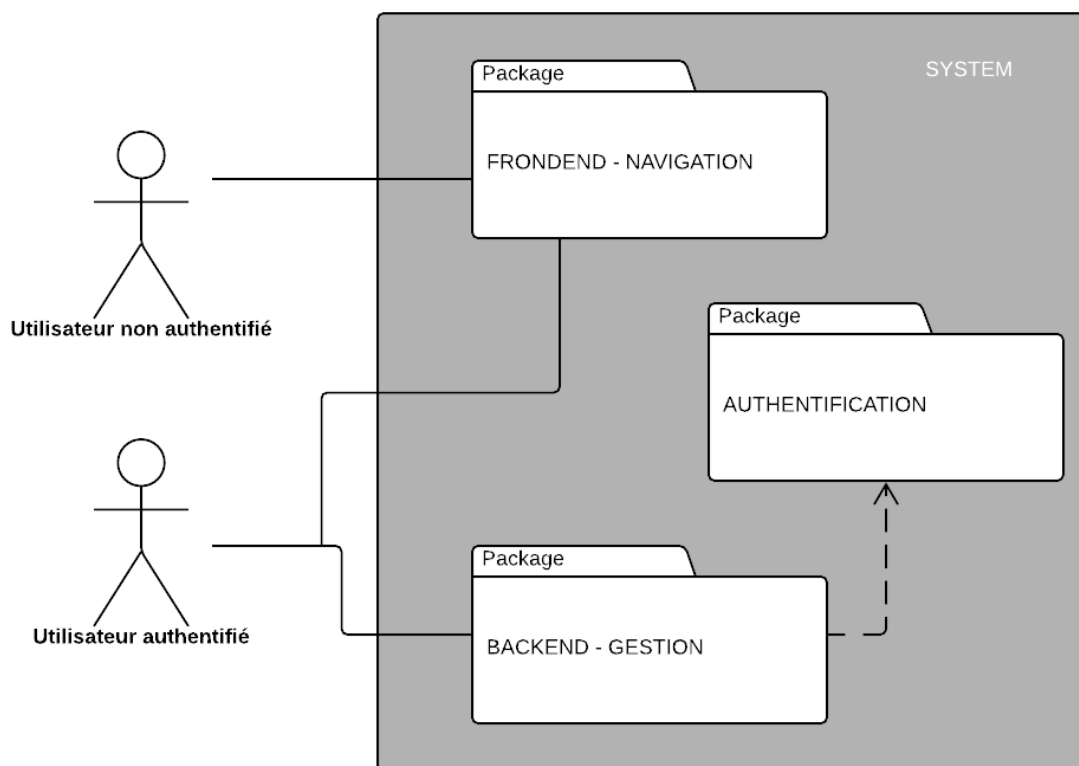 Package
SYSTEM
FRONDEND - NAVIGATION
Utilisateur non authentifié
Package
AUTHENTIFICATION
Package
Utilisateur authentifié
BACKEND - GESTION